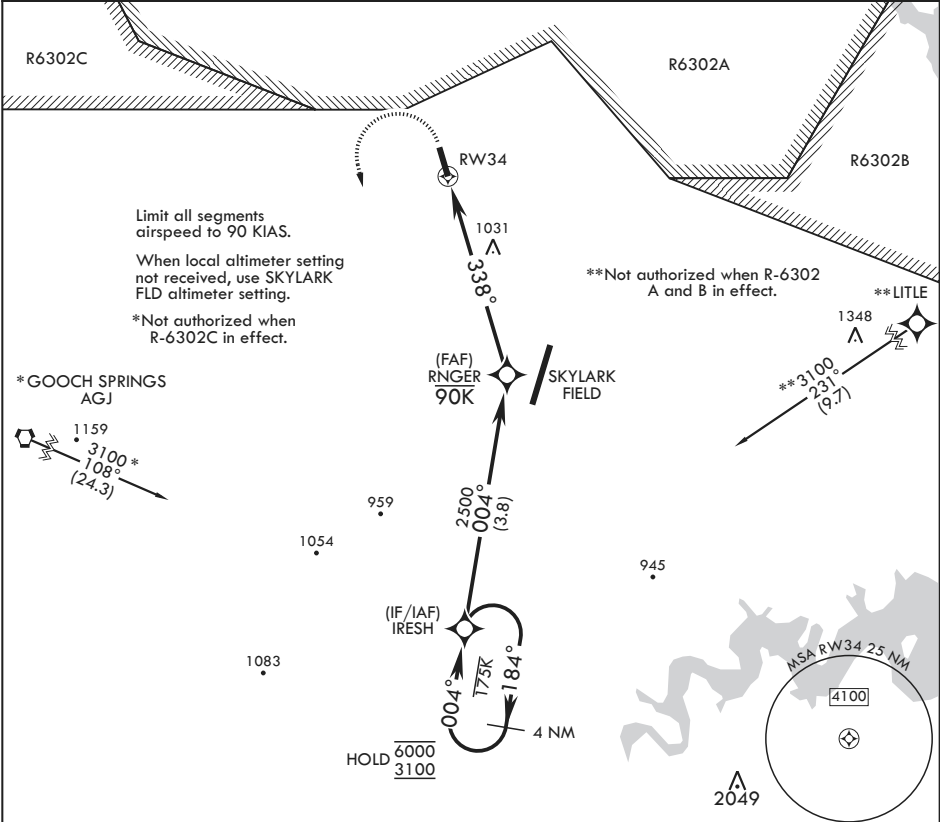 R6302C
R6302A
R6302B
RW34
Limit all segments
airspeed to 90 KIAS.
When local altimeter setting
not received, use SKYLARK
FLD altimeter setting.
*Not authorized when
R-6302C in effect.
1031
338°
**Not authorized when R-6302
A and B in effect.
**LITLE
1348
**3100
231°
(9.7)
(FAF)
RNGER
90K
SKYLARK
FIELD
*GOOCH SPRINGS
AGJ
1159
3100 *
108°
(24.3)
959
1054
2500
004°
(3.8)
945
(IF/IAF)
IRESH
1083
004°
175K
184°
4 NM
HOLD 6000
3100
MSA RW34 25 NM
4100
2049